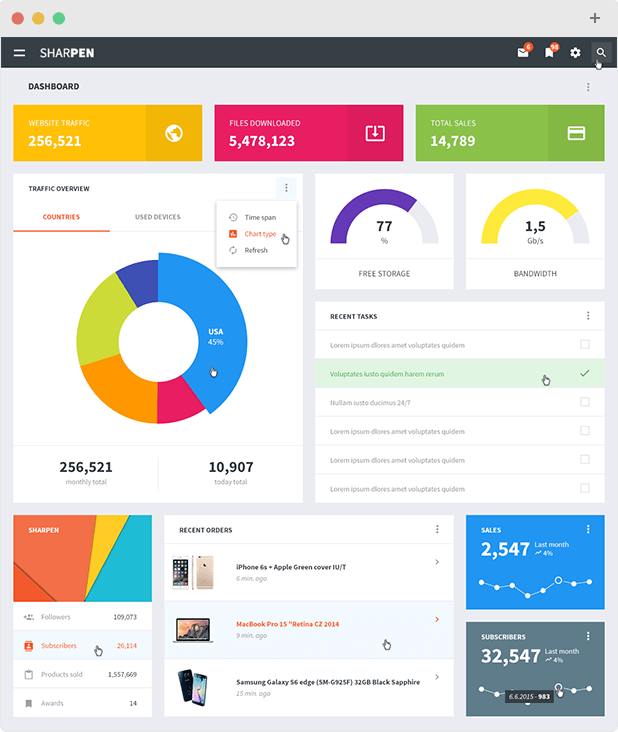 SHARPEN
6
98
DASHBOARD
WEBSITE TRAFFIC
256,521
FILES DOWNLOADED
5,478,123
TOTAL SALES
14,789
TRAFFIC OVERVIEW
COUNTRIES
USED DEVICES
Time span
Chart type
Refresh
USA
45%
256,521
monthly total
10,907
today total
77
%
FREE STORAGE
1,5
Gb/s
BANDWIDTH
RECENT TASKS
Lorem ipsum dlores amet voluptates quidem
Voluptates iusto quidem harem rerum
Nullam iusto ducimus 24/7
Lorem ipsum dlores amet voluptates quidem
Lorem ipsum dlores amet voluptates quidem
Lorem ipsum dlores amet voluptates quidem
SHARPEN
Followers 109,073
Subscribers 26,114
Products sold 1,557,669
Awards 14
RECENT ORDERS
iPhone 6s + Apple Green cover IU/T
6 min. ago
MacBook Pro 15 "Retina CZ 2014
9 min. ago
Samsung Galaxy S6 edge (SM-G925F) 32GB Black Sapphire
15 min. ago
SALES
2,547
Last month
4%
SUBSCRIBERS
32,547
Last month
4%
6.6.2015 - 983